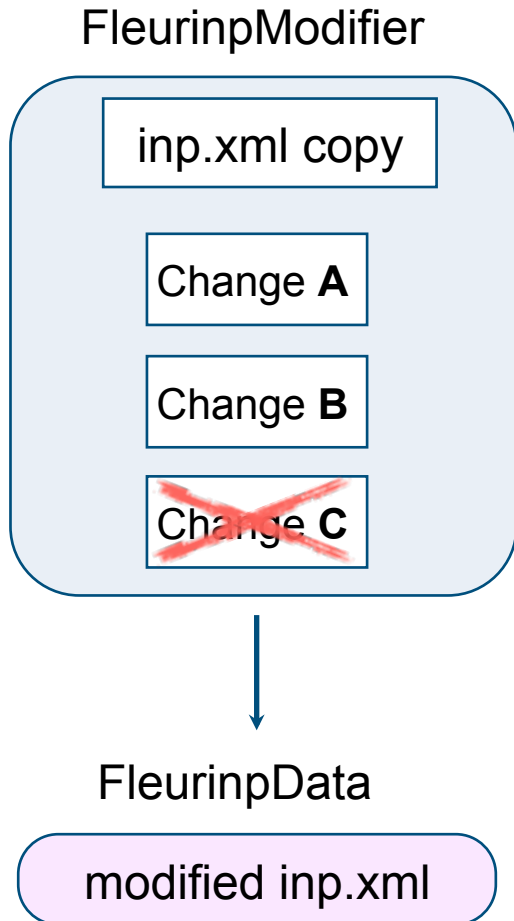 FleurinpModifier
inp.xml copy
Change A
Change B
Change C
FleurinpData
modified inp.xml